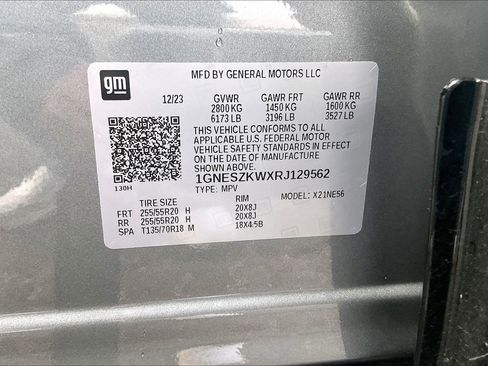 gm
MFD BY GENERAL MOTORS LLC
12/23 GVWR GAWR FRT GAWR RR
2800 KG 1450 KG 1600 KG
6173 LB 3196 LB 3527 LB
THIS VEHICLE CONFORMS TO ALL APPLICABLE U.S. FEDERAL MOTOR VEHICLE SAFETY STANDARDS IN EFFECT ON THE DATE OF MANUFACTURE SHOWN ABOVE.
1GNESZKWXRJ129562
130H TYPE: MPV MODEL: X21NE56
TIRE SIZE RIM
FRT 255/55R20 H 20X8J
RR 255/55R20 H 20X8J
SPA T135/70R18 M 18X4.5B